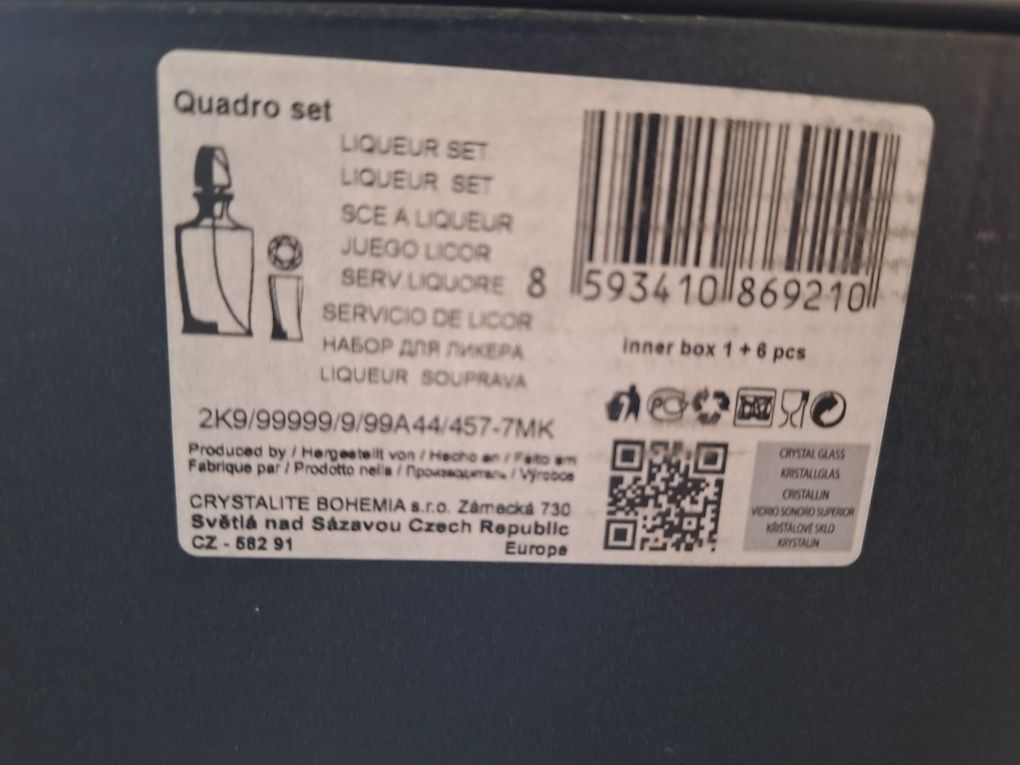 Quadro set
LIQUEUR SET
LIQUEUR SET
SCE A LIQUEUR
JUEGO LICOR
SERV.LIQUORE
SERVICIO DE LICOR
НАБОР ДЛЯ ЛИКЕРА
LIQUEUR SOUPRAVA
8 593410 869210
inner box 1 + 6 pcs
2K9/99999/9/99A44/457-7MK
Produced by / Hergestellt von / Hecho en / Feito em
Fabrique par / Prodotto nella / Производитель / Výrobce
CRYSTALITE BOHEMIA s.r.o. Zámecká 730
Světlá nad Sázavou Czech Republic
CZ - 582 91 Europe
CRYSTAL GLASS
KRISTALLGLAS
CRISTALLIN
VIDRIO SONORO SUPERIOR
KŘIŠŤÁLOVÉ SKLO
KRYSTALIN